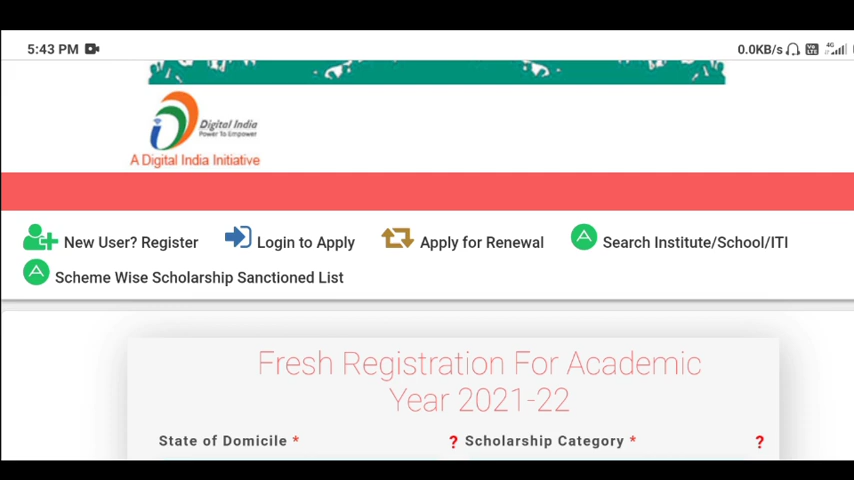 5:43 PM 0.0KB/s 4G
Digital India
Power To Empower
A Digital India Initiative
New User? Register Login to Apply Apply for Renewal Search Institute/School/ITI
Scheme Wise Scholarship Sanctioned List
Fresh Registration For Academic
Year 2021-22
State of Domicile * ? Scholarship Category * ?